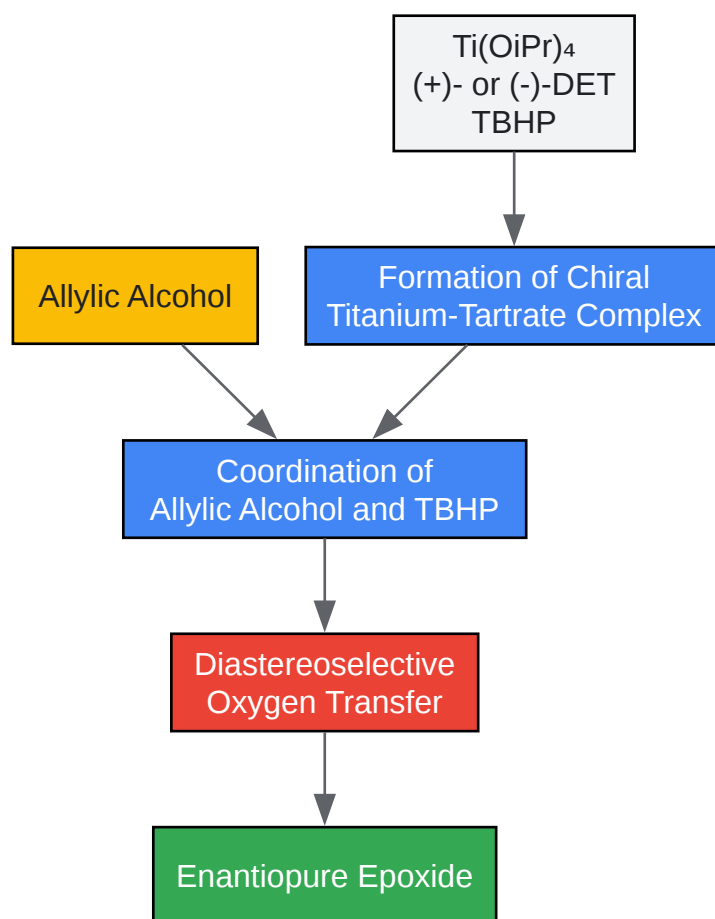 Ti(OiPr)₄
(+)- or (-)-DET
TBHP
Allylic Alcohol
Formation of Chiral
Titanium-Tartrate Complex
Coordination of
Allylic Alcohol and TBHP
Diastereoselective
Oxygen Transfer
Enantiopure Epoxide